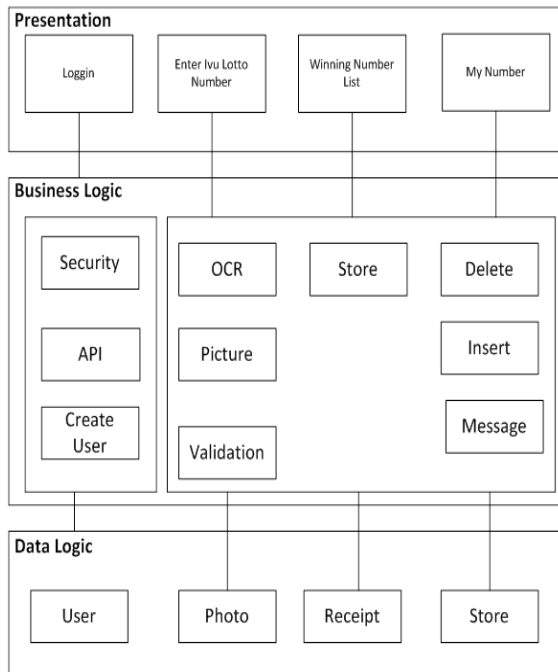 Presentation
Loggin
Enter Ivu Lotto
Number
Winning Number
List
My Number
Business Logic
Security
OCR
Store
Delete
API
Picture
Insert
Create
User
Validation
Message
Data Logic
User
Photo
Receipt
Store